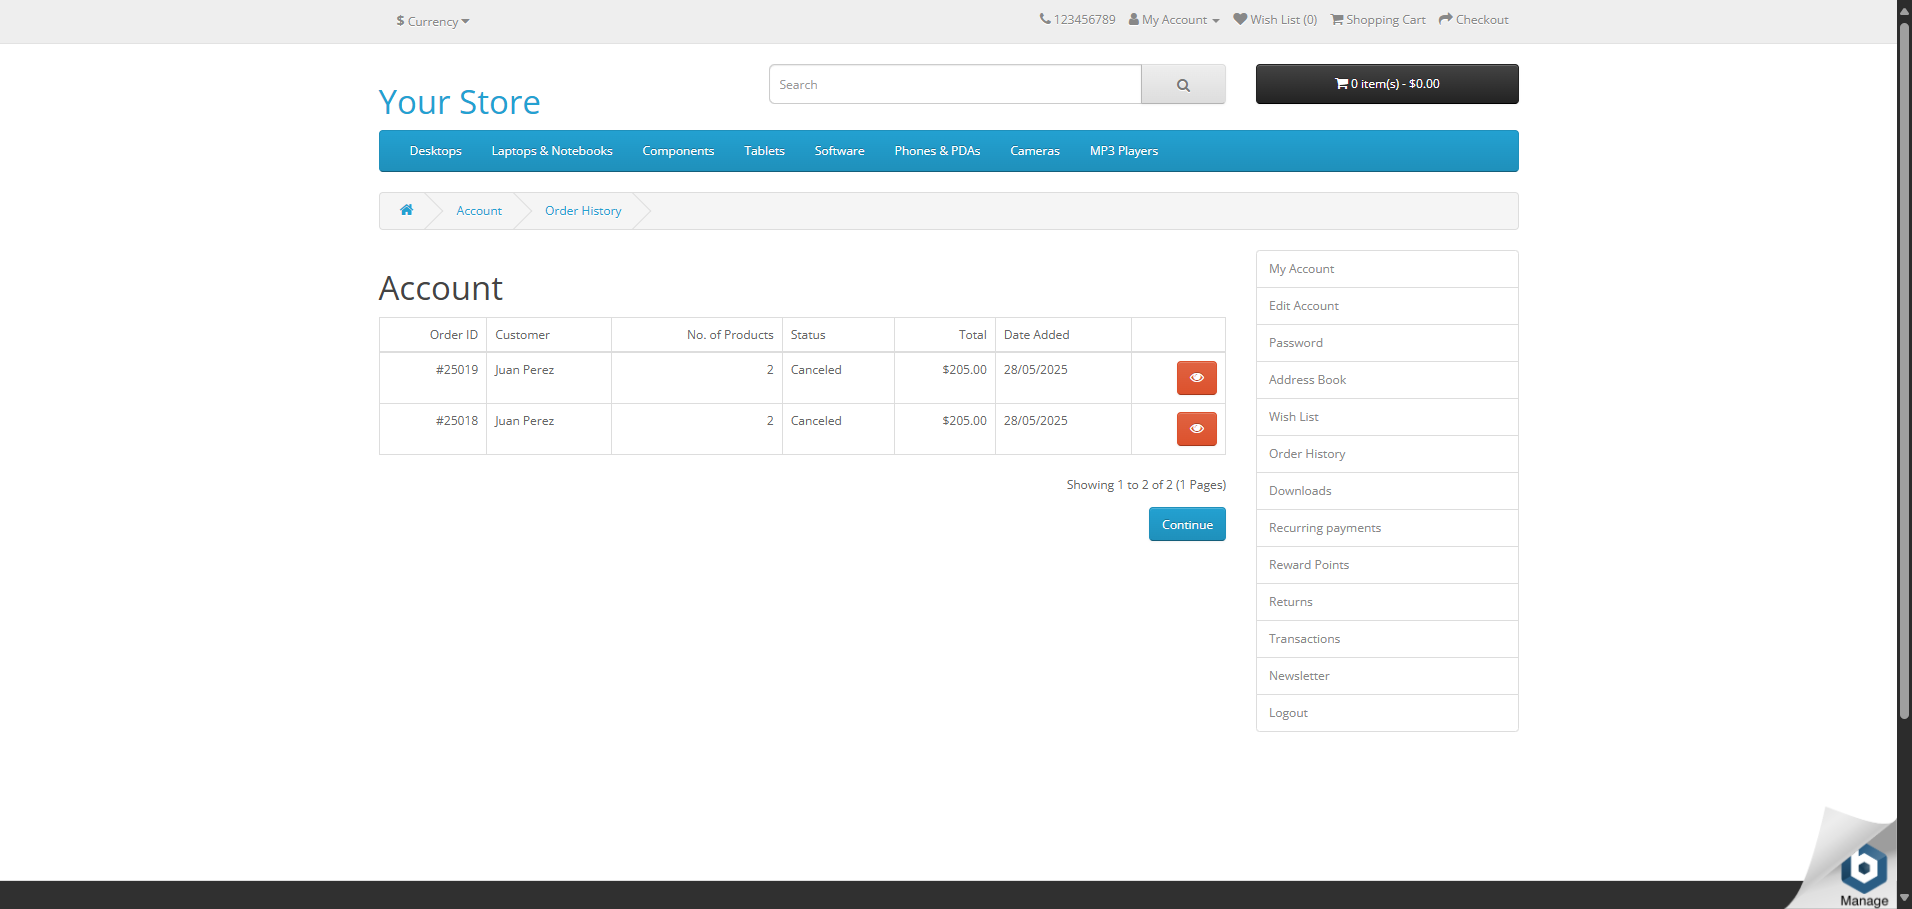 $ Currency
123456789 My Account Wish List (0) Shopping Cart Checkout
Your Store
Search
0 item(s) - $0.00
Desktops Laptops & Notebooks Components Tablets Software Phones & PDAs Cameras MP3 Players
Account Order History
Account
Order ID Customer No. of Products Status Total Date Added
#25019 Juan Perez 2 Canceled $205.00 28/05/2025
#25018 Juan Perez 2 Canceled $205.00 28/05/2025
Showing 1 to 2 of 2 (1 Pages)
Continue
My Account
Edit Account
Password
Address Book
Wish List
Order History
Downloads
Recurring payments
Reward Points
Returns
Transactions
Newsletter
Logout
Manage